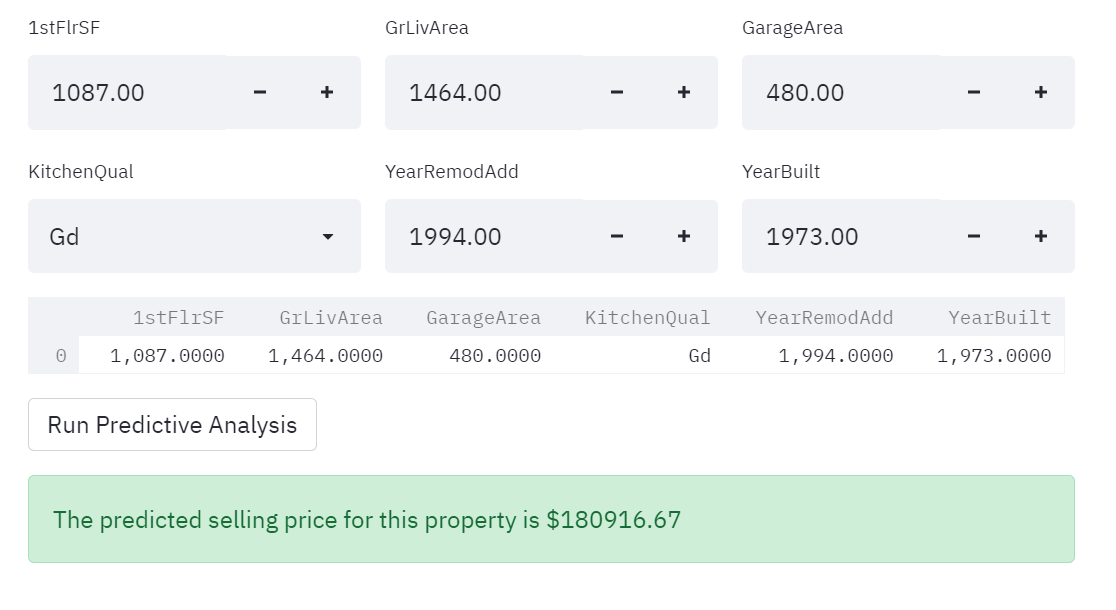 1stFlrSF GrLivArea GarageArea
1087.00 − + 1464.00 − + 480.00 − +
KitchenQual YearRemodAdd YearBuilt
Gd 1994.00 − + 1973.00 − +
1stFlrSF GrLivArea GarageArea KitchenQual YearRemodAdd YearBuilt
0 1,087.0000 1,464.0000 480.0000 Gd 1,994.0000 1,973.0000
Run Predictive Analysis
The predicted selling price for this property is $180916.67